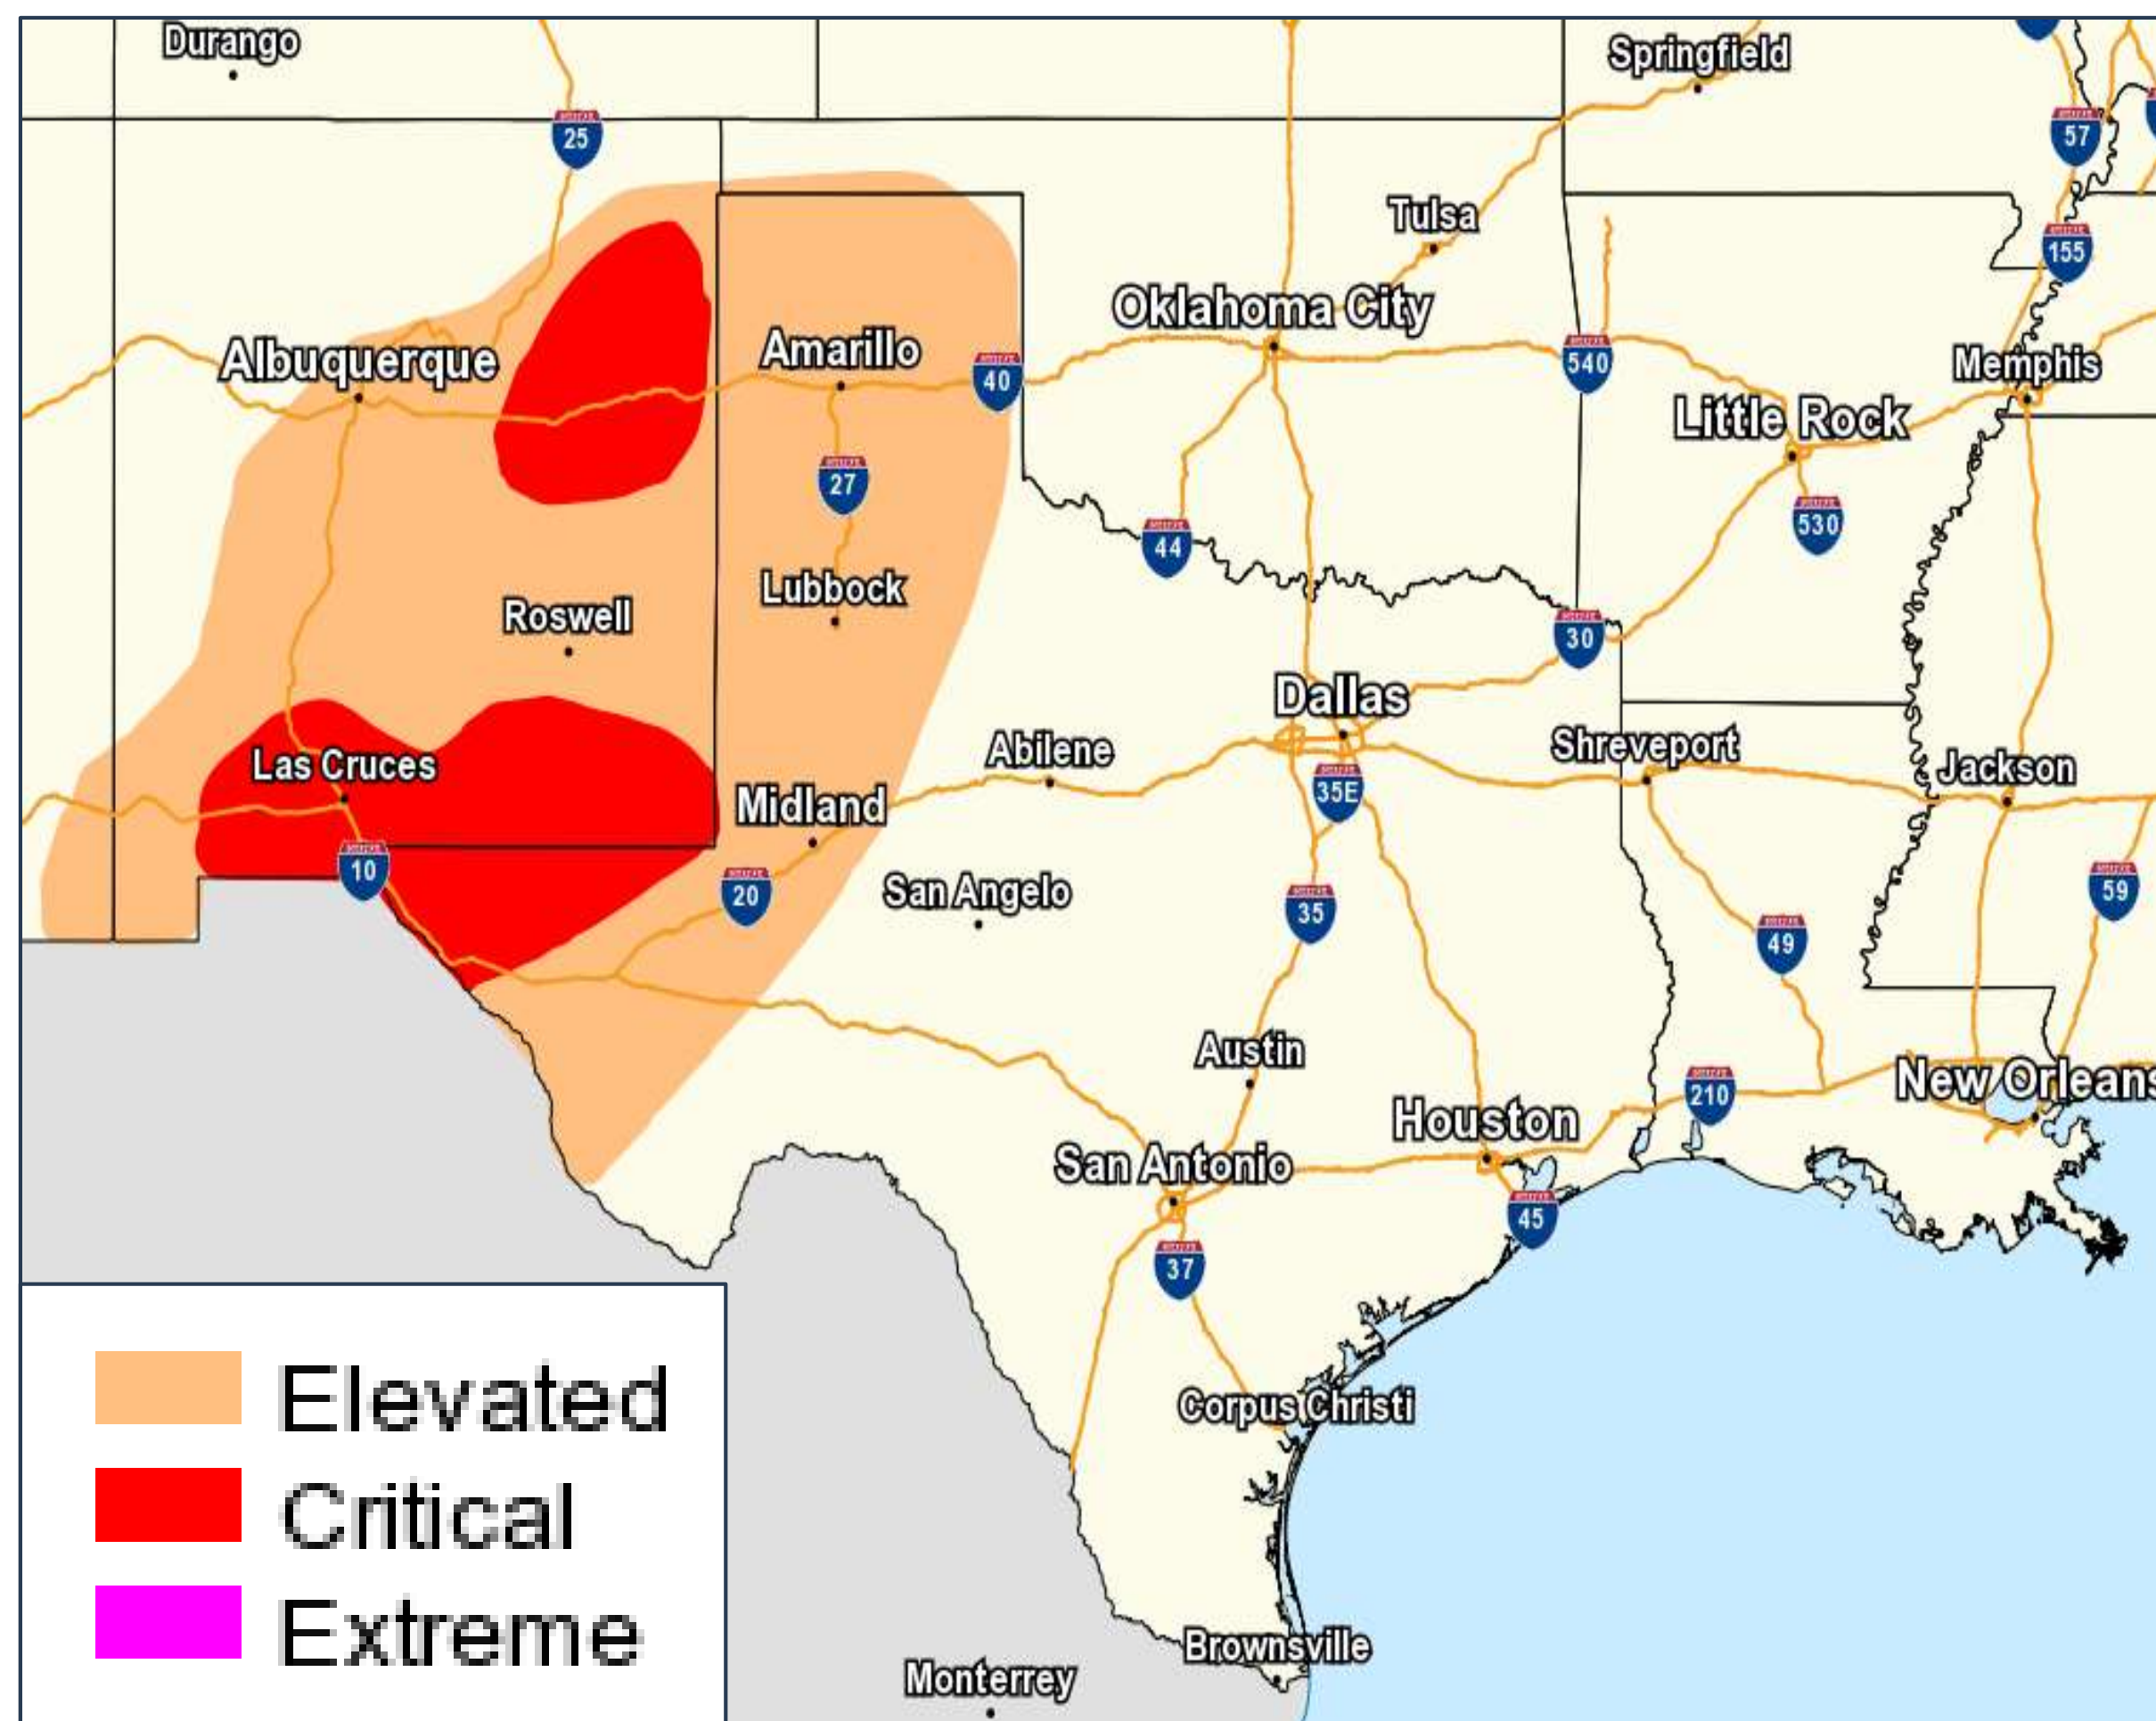 Durango
Springfield
25
57
Tulsa
155
Oklahoma City
Albuquerque
Amarillo
40
540
Memphis
Little Rock
27
530
44
Lubbock
Roswell
30
Dallas
Las Cruces
Abilene
Shreveport
Jackson
Midland
35E
10
20
San Angelo
35
59
49
Austin
210
New Orleans
Houston
San Antonio
45
37
Corpus Christi
Brownsville
Monterrey
Elevated
Critical
Extreme